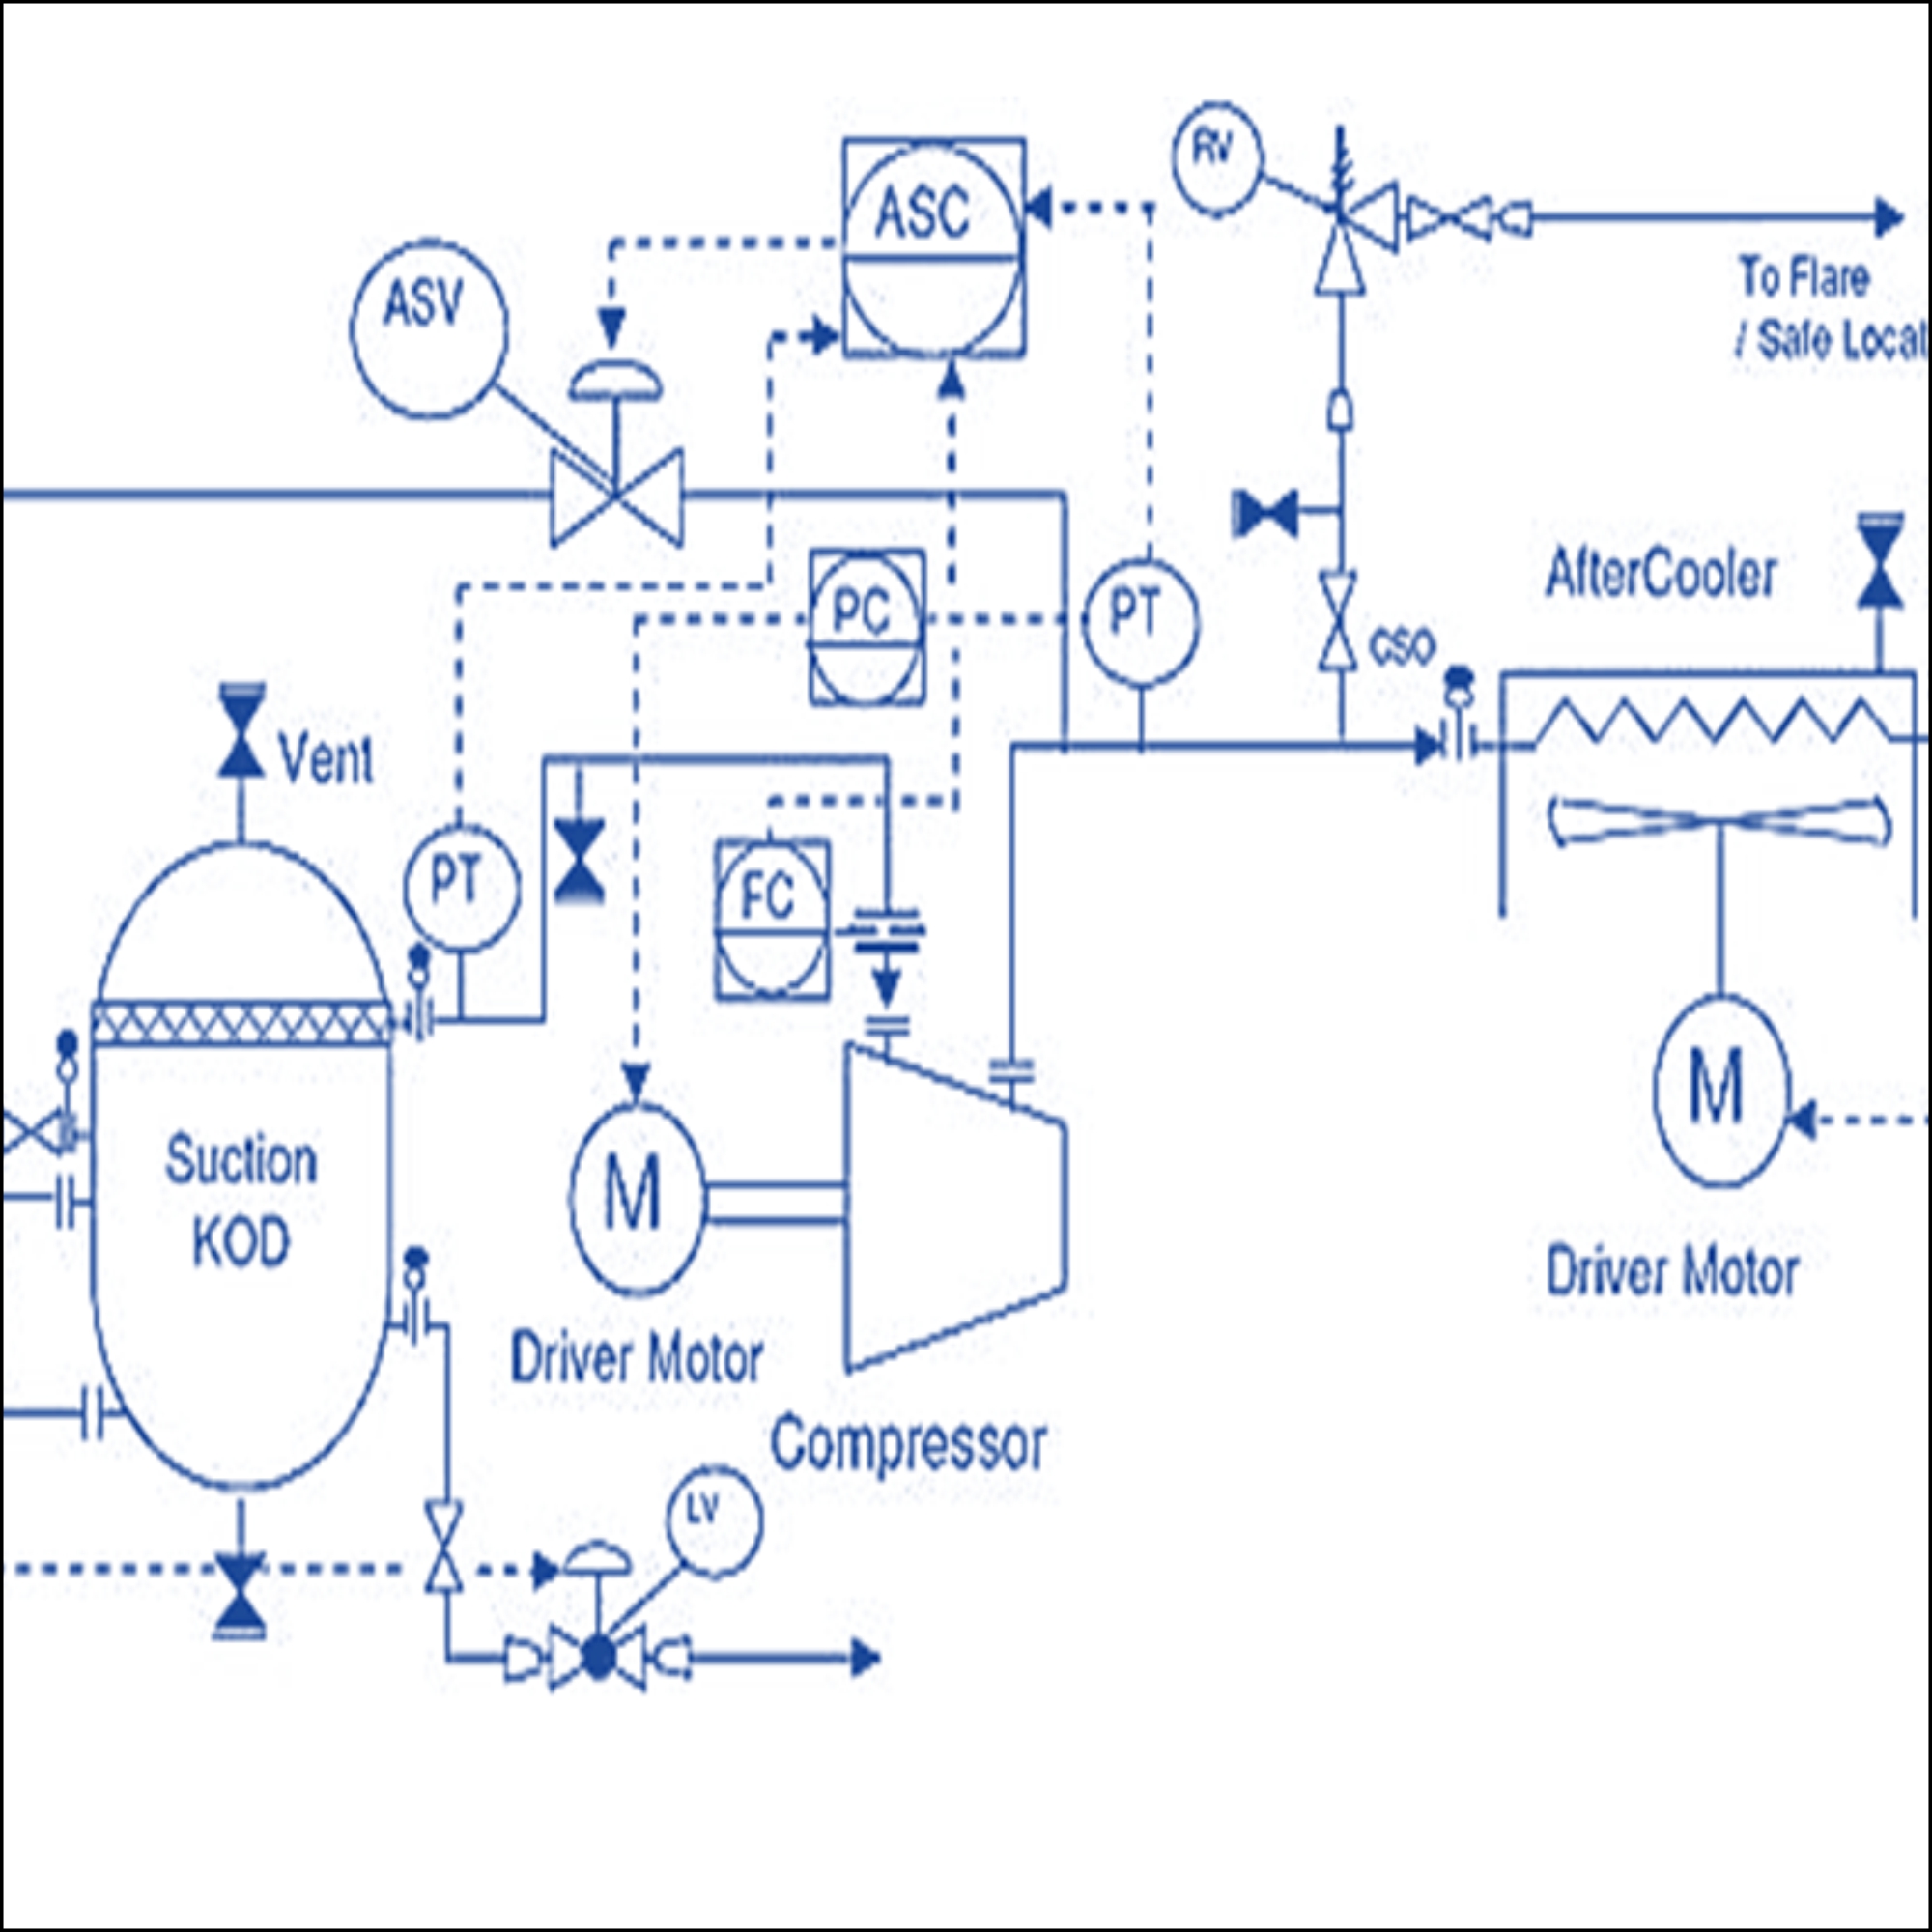 RV
ASC
To Flare
/ Safe Locat
ASV
AfterCooler
PC
PT
CSO
Vent
PT
FC
M
Suction
KOD
M
Driver Motor
Driver Motor
Compressor
LV